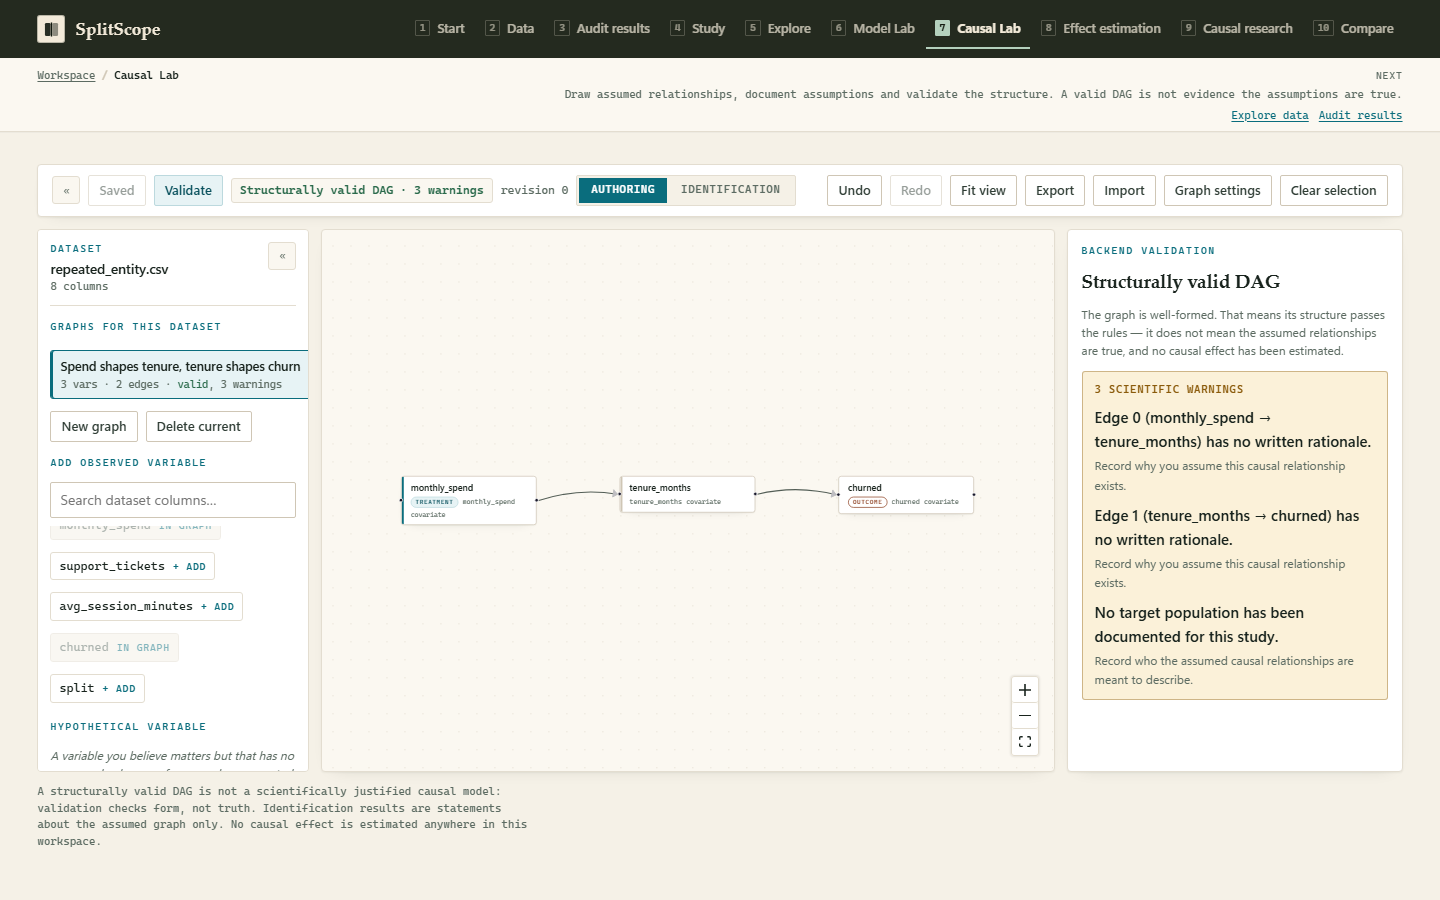 SplitScope
1 Start
2 Data
3 Audit results
4 Study
5 Explore
6 Model Lab
7 Causal Lab
8 Effect estimation
9 Causal research
10 Compare
Workspace / Causal Lab
NEXT
Draw assumed relationships, document assumptions and validate the structure. A valid DAG is not evidence the assumptions are true.
Explore data Audit results
« Saved Validate Structurally valid DAG · 3 warnings revision 0 AUTHORING IDENTIFICATION Undo Redo Fit view Export Import Graph settings Clear selection
DATASET
«
repeated_entity.csv
8 columns
GRAPHS FOR THIS DATASET
Spend shapes tenure, tenure shapes churn
3 vars · 2 edges · valid, 3 warnings
New graph Delete current
ADD OBSERVED VARIABLE
Search dataset columns...
monthly_spend IN GRAPH
support_tickets + ADD
avg_session_minutes + ADD
churned IN GRAPH
split + ADD
HYPOTHETICAL VARIABLE
A variable you believe matters but that has no
monthly_spend
TREATMENT monthly_spend
covariate
tenure_months
tenure_months covariate
churned
OUTCOME churned covariate
BACKEND VALIDATION
Structurally valid DAG
The graph is well-formed. That means its structure passes
the rules — it does not mean the assumed relationships
are true, and no causal effect has been estimated.
3 SCIENTIFIC WARNINGS
Edge 0 (monthly_spend →
tenure_months) has no written rationale.
Record why you assume this causal relationship
exists.
Edge 1 (tenure_months → churned) has
no written rationale.
Record why you assume this causal relationship
exists.
No target population has been
documented for this study.
Record who the assumed causal relationships are
meant to describe.
A structurally valid DAG is not a scientifically justified causal model:
validation checks form, not truth. Identification results are statements
about the assumed graph only. No causal effect is estimated anywhere in this
workspace.